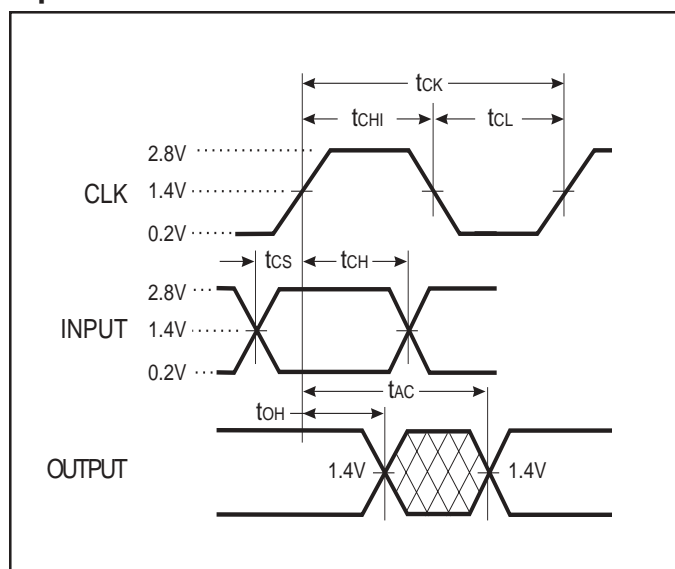 tCK
tCHI tCL
2.8V
CLK 1.4V
0.2V
tCS tCH
2.8V
INPUT 1.4V
0.2V
tAC
tOH
OUTPUT 1.4V 1.4V